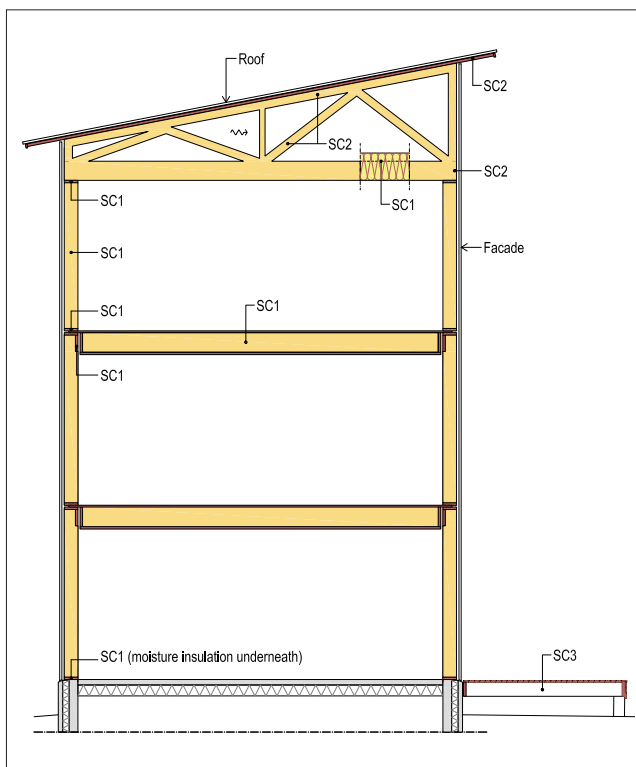 Roof
SC2
SC2
SC2
SC1
SC1
SC1
Facade
SC1
SC1
SC1
SC1 (moisture insulation underneath)
SC3